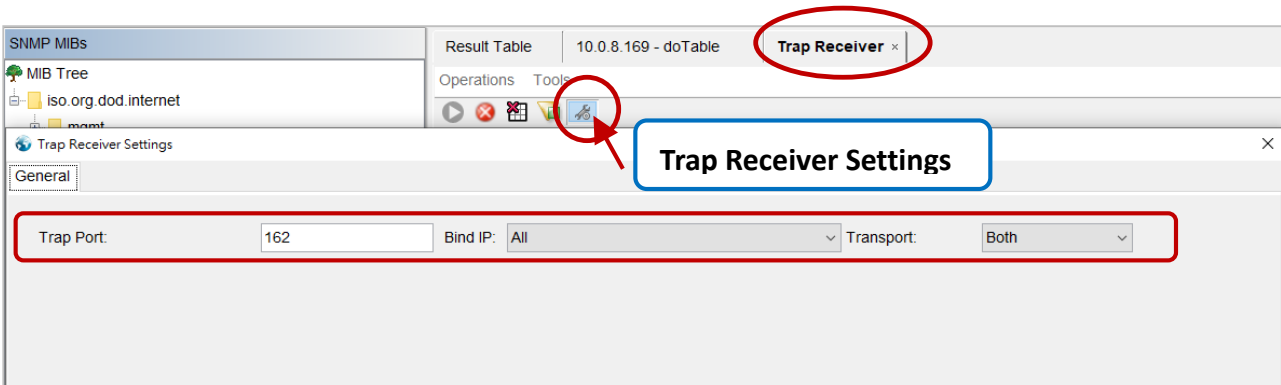 SNMP MIBs
Result Table
10.0.8.169 - doTable
Trap Receiver ×
MIB Tree
Operations Tools
iso.org.dod.internet
mgmt
Trap Receiver Settings
Trap Receiver Settings
General
Trap Port: 162 Bind IP: All Transport: Both